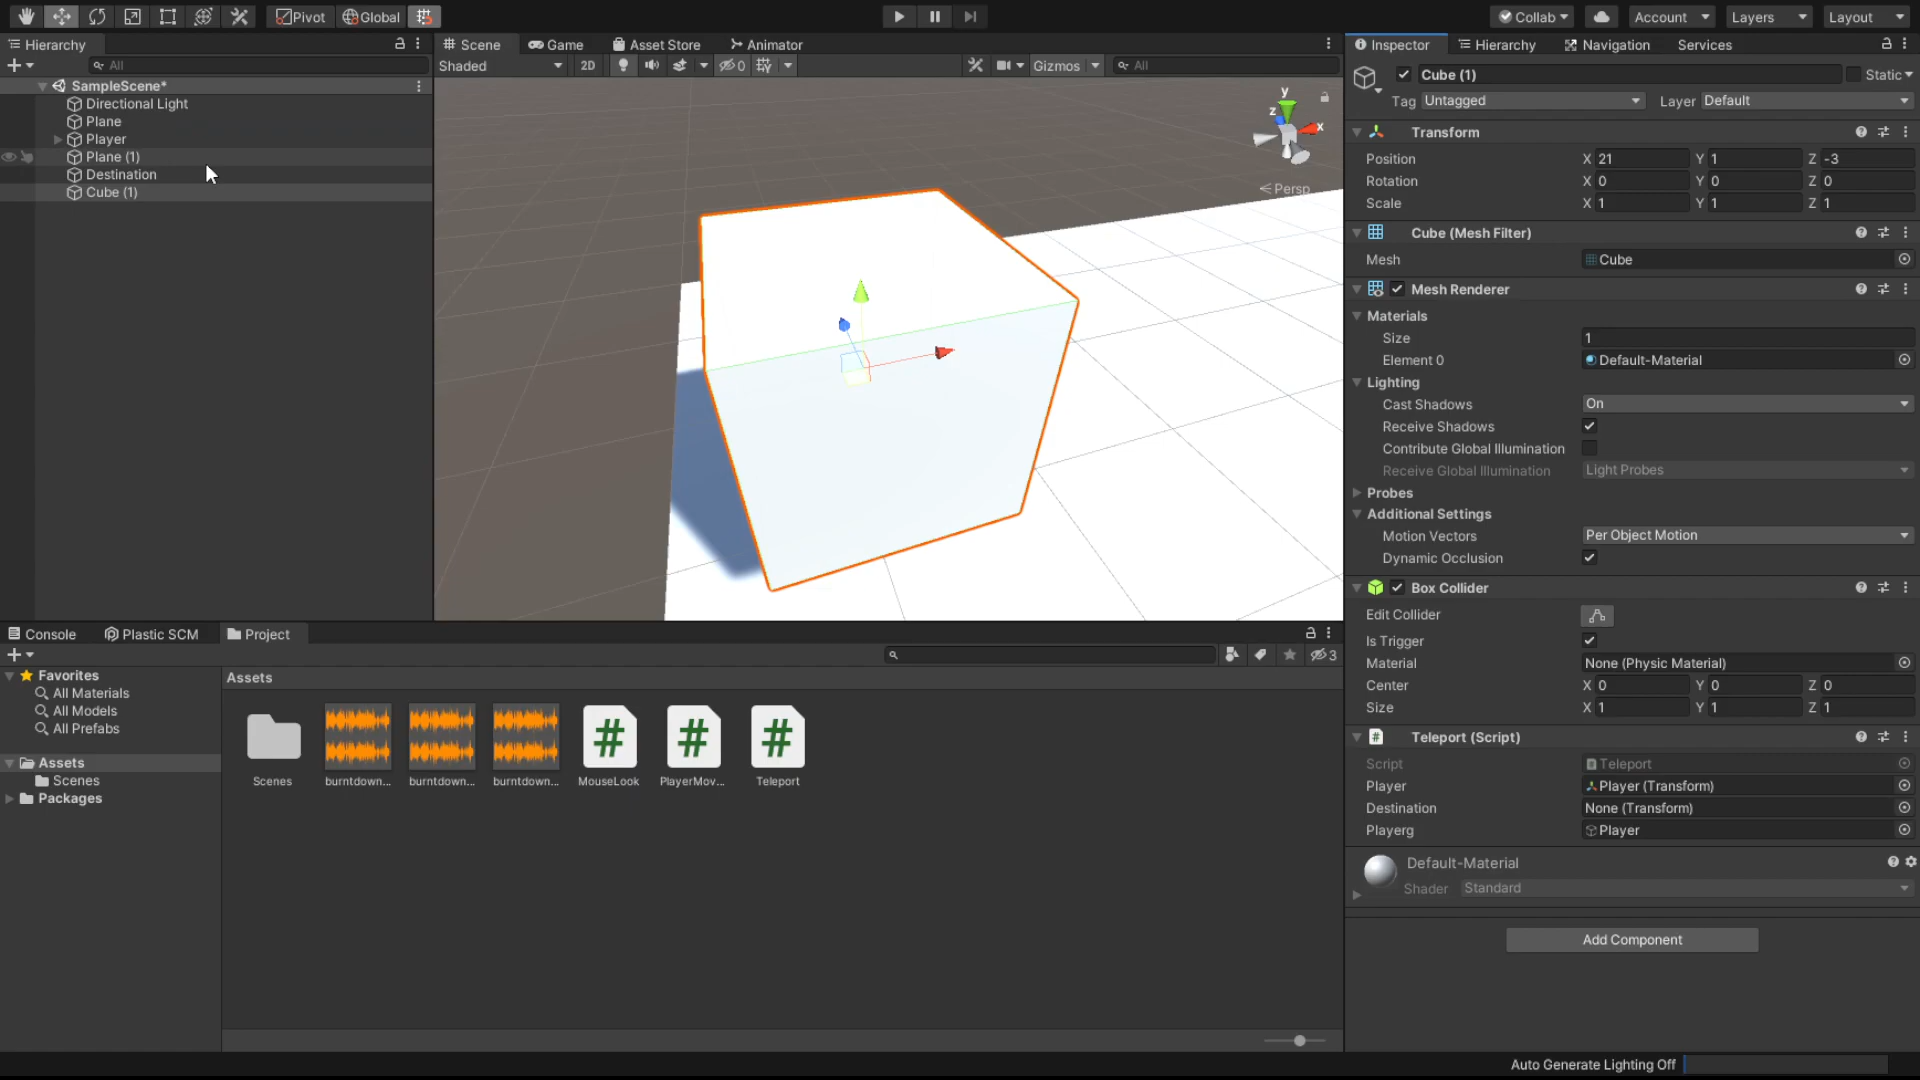 Pivot
Global
Collab
Account
Layers
Layout
Hierarchy
All
SampleScene*
Directional Light
Plane
Player
Plane (1)
Destination
Cube (1)
Scene
Game
Asset Store
Animator
Shaded
2D
0
Gizmos
All
y
z
x
Persp
Inspector
Hierarchy
Navigation
Services
Cube (1)
Static
Tag Untagged
Layer Default
Transform
Position X 21 Y 1 Z -3
Rotation X 0 Y 0 Z 0
Scale X 1 Y 1 Z 1
Cube (Mesh Filter)
Mesh Cube
Mesh Renderer
Materials
Size 1
Element 0 Default-Material
Lighting
Cast Shadows On
Receive Shadows
Contribute Global Illumination
Receive Global Illumination Light Probes
Probes
Additional Settings
Motion Vectors Per Object Motion
Dynamic Occlusion
Box Collider
Edit Collider
Is Trigger
Material None (Physic Material)
Center X 0 Y 0 Z 0
Size X 1 Y 1 Z 1
Teleport (Script)
Script Teleport
Player Player (Transform)
Destination None (Transform)
Playerg Player
Default-Material
Shader Standard
Add Component
Console
Plastic SCM
Project
3
Favorites
All Materials
All Models
All Prefabs
Assets
Scenes
Packages
Assets
Scenes
burntdown...
burntdown...
burntdown...
MouseLook
PlayerMov...
Teleport
Auto Generate Lighting Off